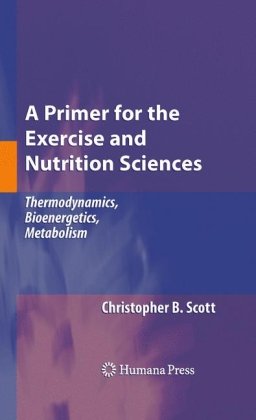 A Primer for the
Exercise and
Nutrition Sciences
Thermodynamics,
Bioenergetics,
Metabolism
Christopher B. Scott
Humana Press